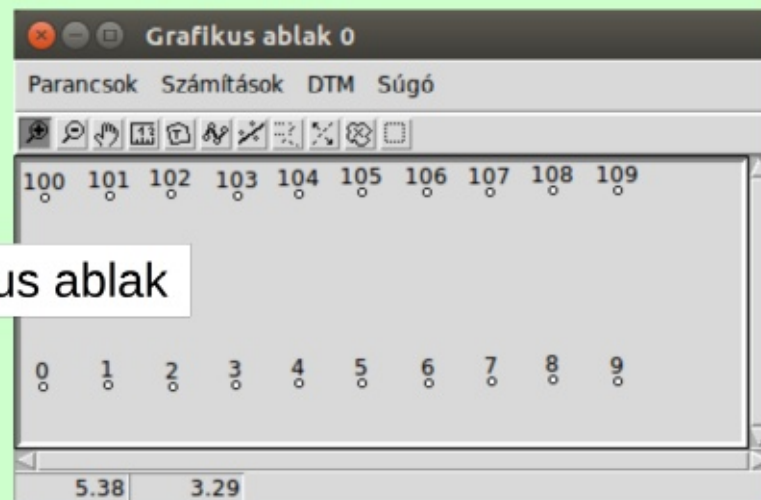 Grafikus ablak 0
Parancsok Számítások DTM Súgó
100 101 102 103 104 105 106 107 108 109
ablak
0 1 2 3 4 5 6 7 8 9
5.38 3.29